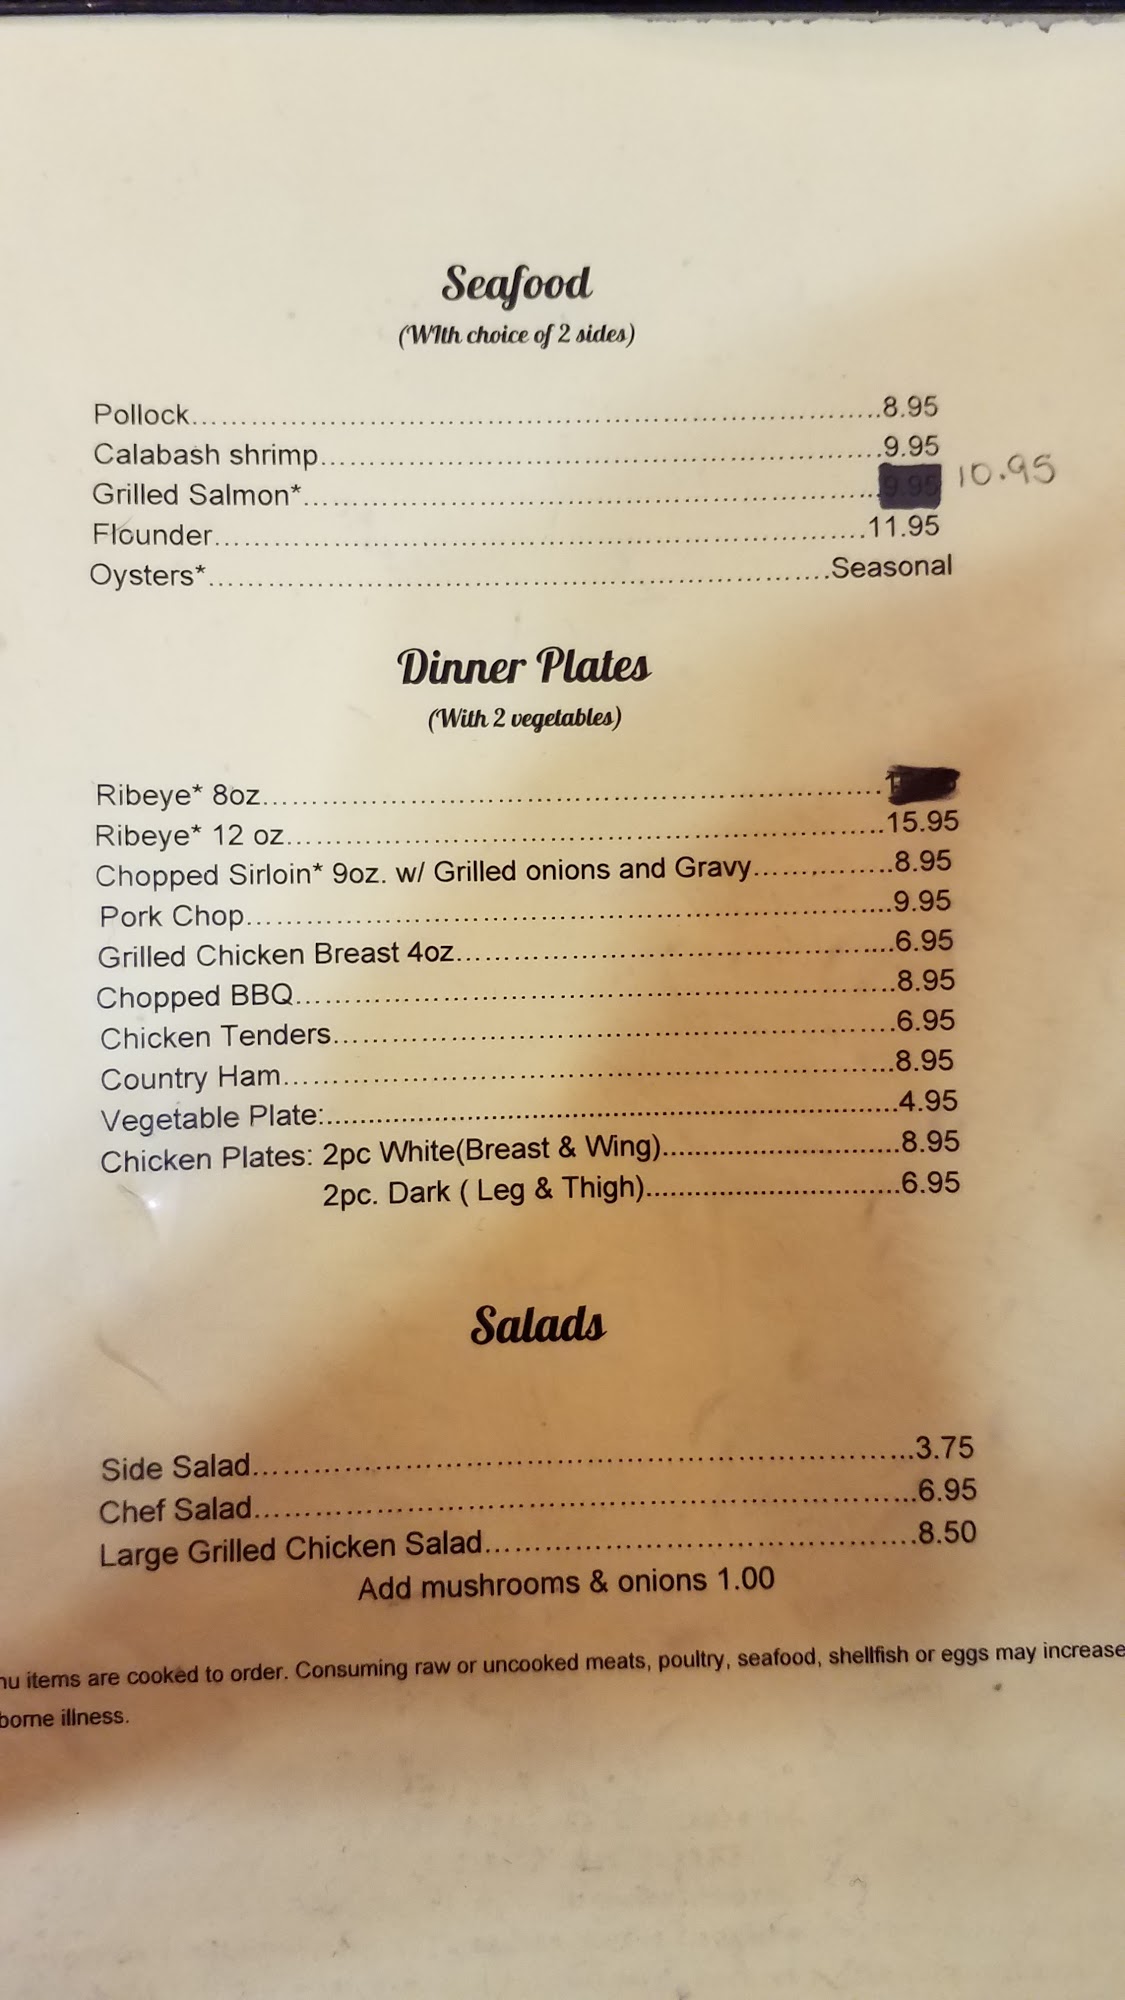 Seafood
(WIth choice of 2 sides)
Pollock.......................................................................8.95
Calabash shrimp.........................................................9.95
Grilled Salmon*..........................................................9.95 10.95
Flounder....................................................................11.95
Oysters*................................................................Seasonal
Dinner Plates
(With 2 vegetables)
Ribeye* 8oz..............................................................
Ribeye* 12 oz............................................................15.95
Chopped Sirloin* 9oz. w/ Grilled onions and Gravy..............8.95
Pork Chop.................................................................9.95
Grilled Chicken Breast 4oz............................................6.95
Chopped BBQ............................................................8.95
Chicken Tenders........................................................6.95
Country Ham.............................................................8.95
Vegetable Plate:.........................................................4.95
Chicken Plates: 2pc White(Breast & Wing)..............................8.95
2pc. Dark ( Leg & Thigh)................................6.95
Salads
Side Salad.................................................................3.75
Chef Salad.................................................................6.95
Large Grilled Chicken Salad...........................................8.50
Add mushrooms & onions 1.00
nu items are cooked to order. Consuming raw or uncooked meats, poultry, seafood, shellfish or eggs may increase
borne illness.